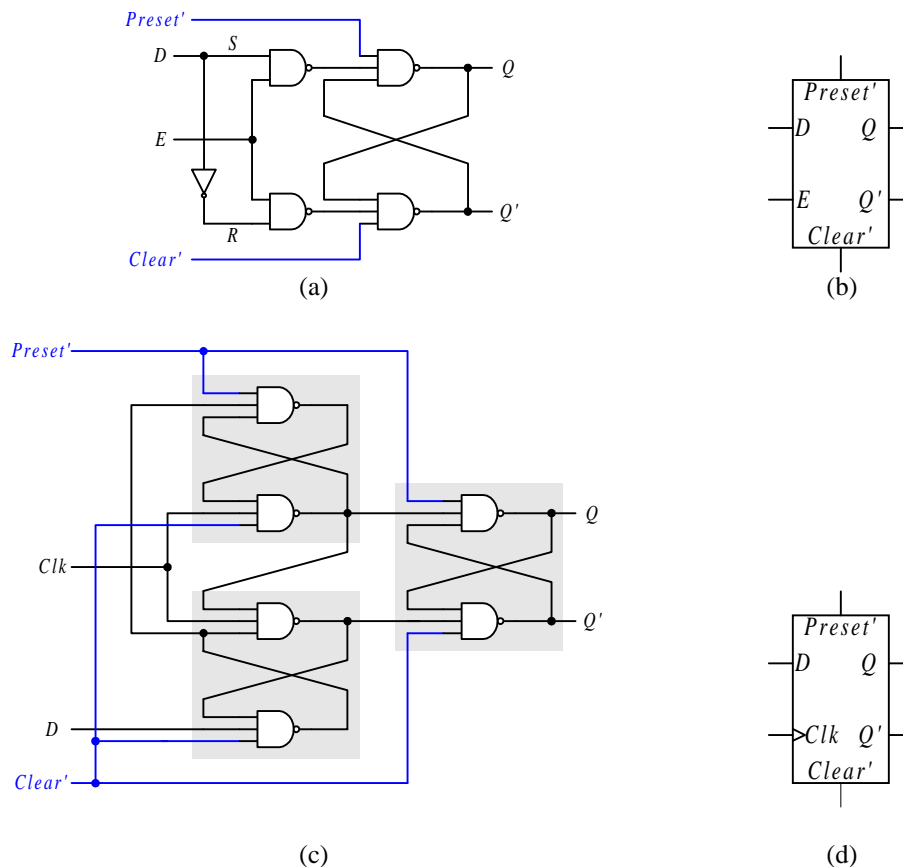 Preset'
D S
Q
E
R
Q'
Clear'
(a)
Preset'
D Q
E Q'
Clear'
(b)
Preset'
Q
Clk
Q'
D
Clear'
(c)
Preset'
D Q
Clk Q'
Clear'
(d)